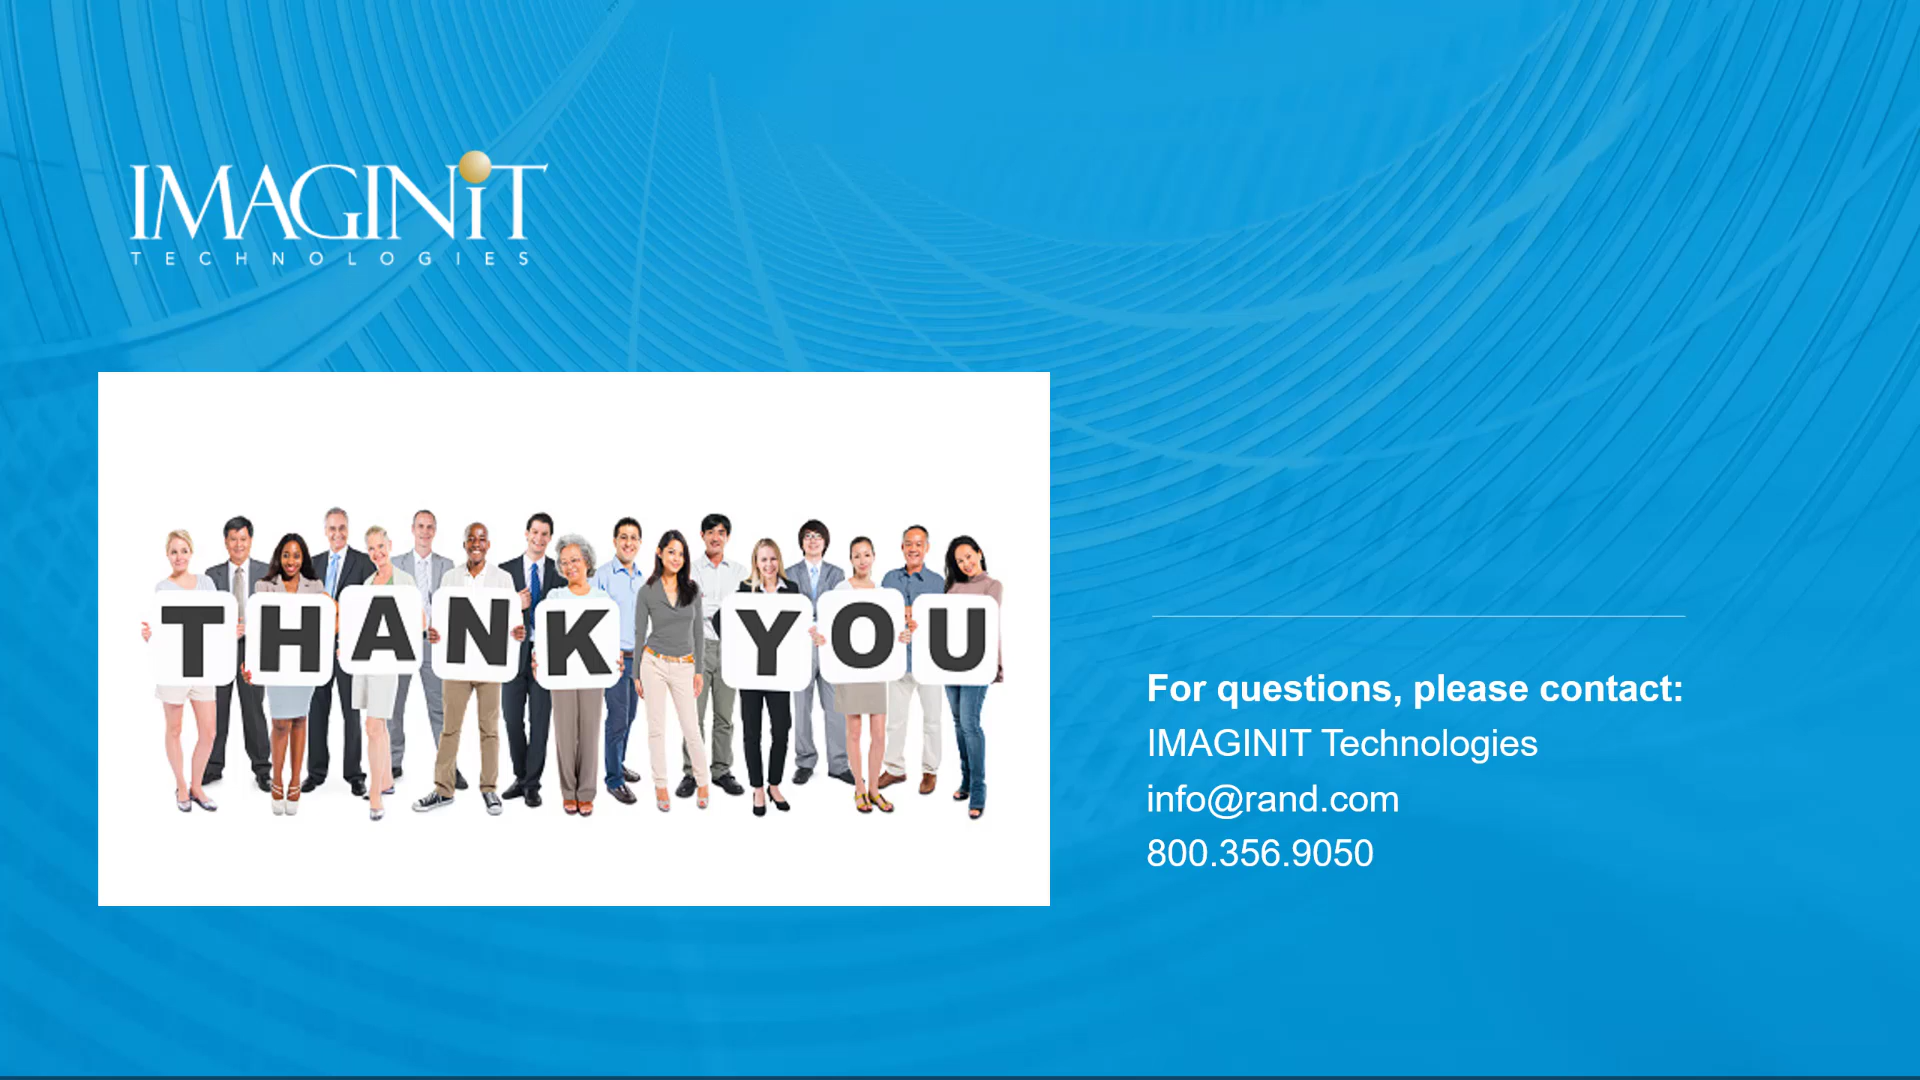 IMAGINiT
TECHNOLOGIES
THANK YOU
For questions, please contact:
IMAGINIT Technologies
info@rand.com
800.356.9050